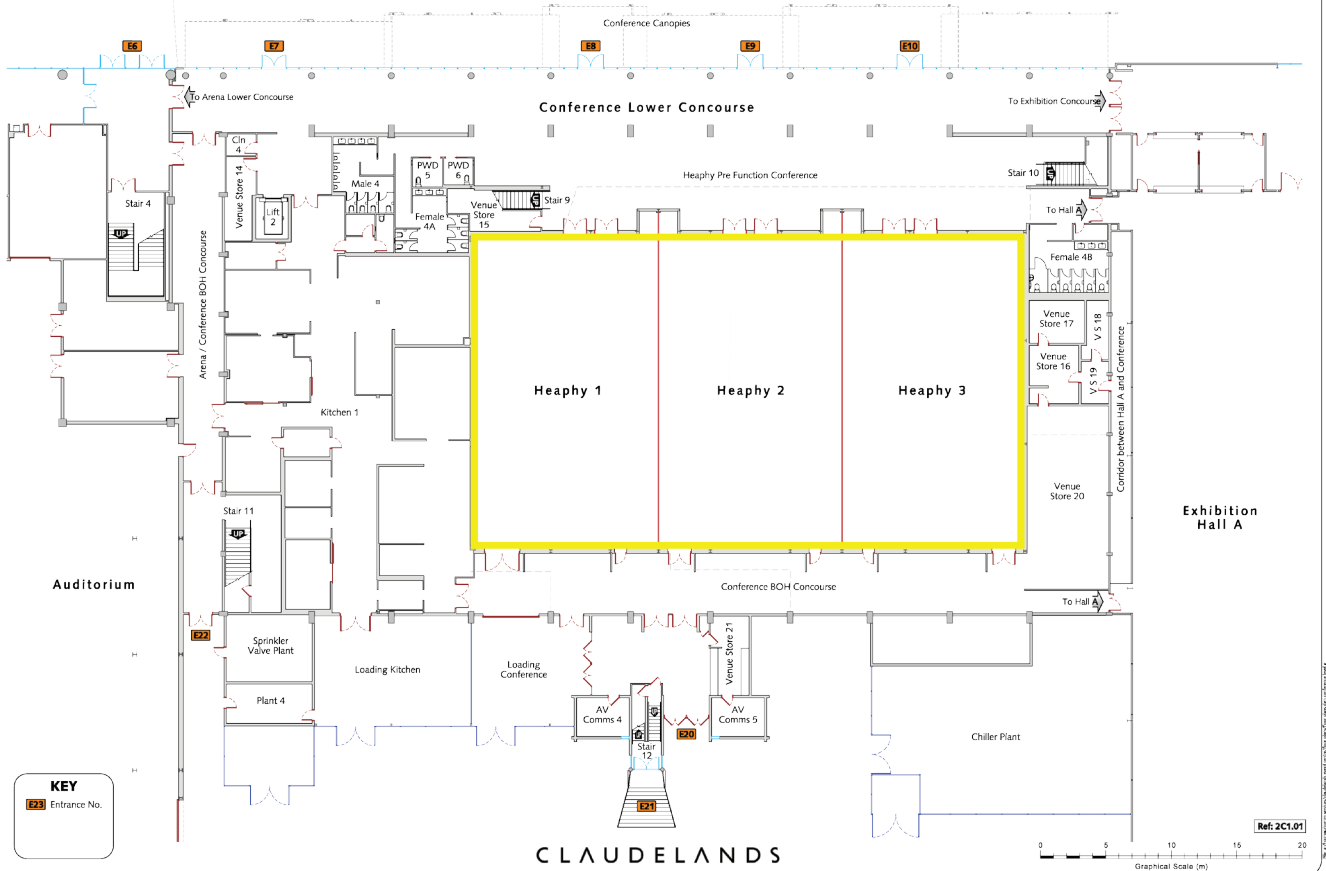 Conference Canopies
E6
E7
E8
E9
E10
To Arena Lower Concourse
Conference Lower Concourse
To Exhibition Concourse
Cln
4
Venue Store 14
Male 4
PWD
5
PWD
6
Heaphy Pre Function Conference
Stair 10
UP
Stair 4
UP
Lift
2
Female
4A
Venue
Store
15
UP
Stair 9
To Hall A
Arena / Conference BOH Concourse
Female 4B
Venue
Store 17
V S 18
Venue
Store 16
V S 19
Heaphy 1
Heaphy 2
Heaphy 3
Kitchen 1
Corridor between Hall A and Conference
Venue
Store 20
Stair 11
UP
Exhibition
Hall A
Auditorium
Conference BOH Concourse
To Hall A
E22
Sprinkler
Valve Plant
Loading Kitchen
Loading
Conference
Venue Store 21
Plant 4
AV
Comms 4
AV
Comms 5
E20
Stair
12
Chiller Plant
E21
KEY
E23 Entrance No.
Ref: 2C1.01
CLAUDELANDS
0 5 10 15 20
Graphical Scale (m)